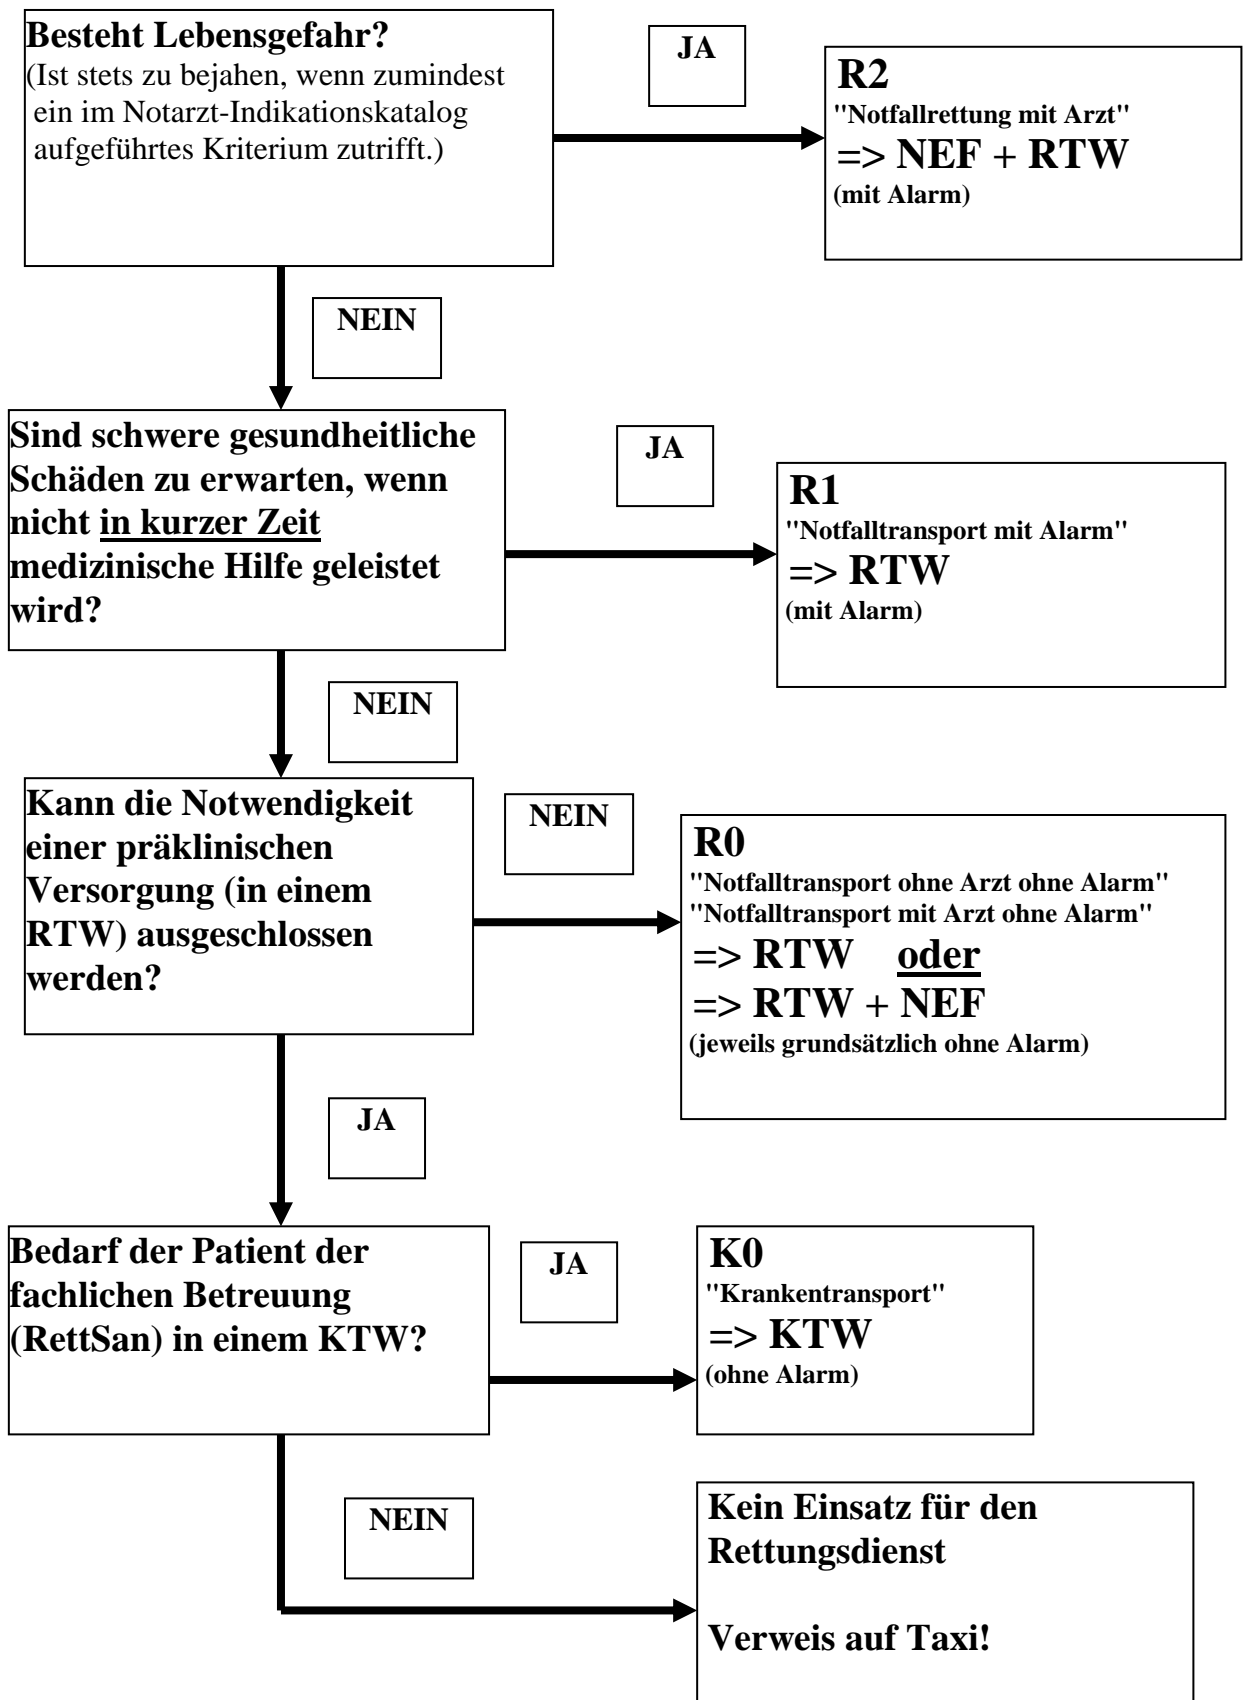 Besteht Lebensgefahr?
(Ist stets zu bejahen, wenn zumindest
ein im Notarzt-Indikationskatalog
aufgeführtes Kriterium zutrifft.)
JA
R2
"Notfallrettung mit Arzt"
=> NEF + RTW
(mit Alarm)
NEIN
Sind schwere gesundheitliche
Schäden zu erwarten, wenn
nicht in kurzer Zeit
medizinische Hilfe geleistet
wird?
JA
R1
"Notfalltransport mit Alarm"
=> RTW
(mit Alarm)
NEIN
Kann die Notwendigkeit
einer präklinischen
Versorgung (in einem
RTW) ausgeschlossen
werden?
NEIN
R0
"Notfalltransport ohne Arzt ohne Alarm"
"Notfalltransport mit Arzt ohne Alarm"
=> RTW oder
=> RTW + NEF
(jeweils grundsätzlich ohne Alarm)
JA
Bedarf der Patient der
fachlichen Betreuung
(RettSan) in einem KTW?
JA
K0
"Krankentransport"
=> KTW
(ohne Alarm)
NEIN
Kein Einsatz für den
Rettungsdienst
Verweis auf Taxi!